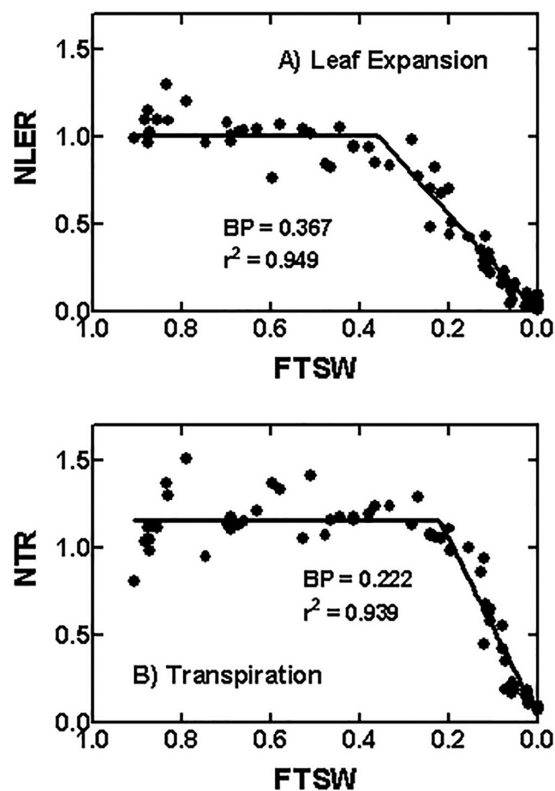 A) Leaf Expansion
NLER
1.5
1.0
0.5
0.0
BP = 0.367
r² = 0.949
1.0 0.8 0.6 0.4 0.2 0.0
FTSW
NTR
1.5
1.0
0.5
0.0
BP = 0.222
r² = 0.939
B) Transpiration
1.0 0.8 0.6 0.4 0.2 0.0
FTSW